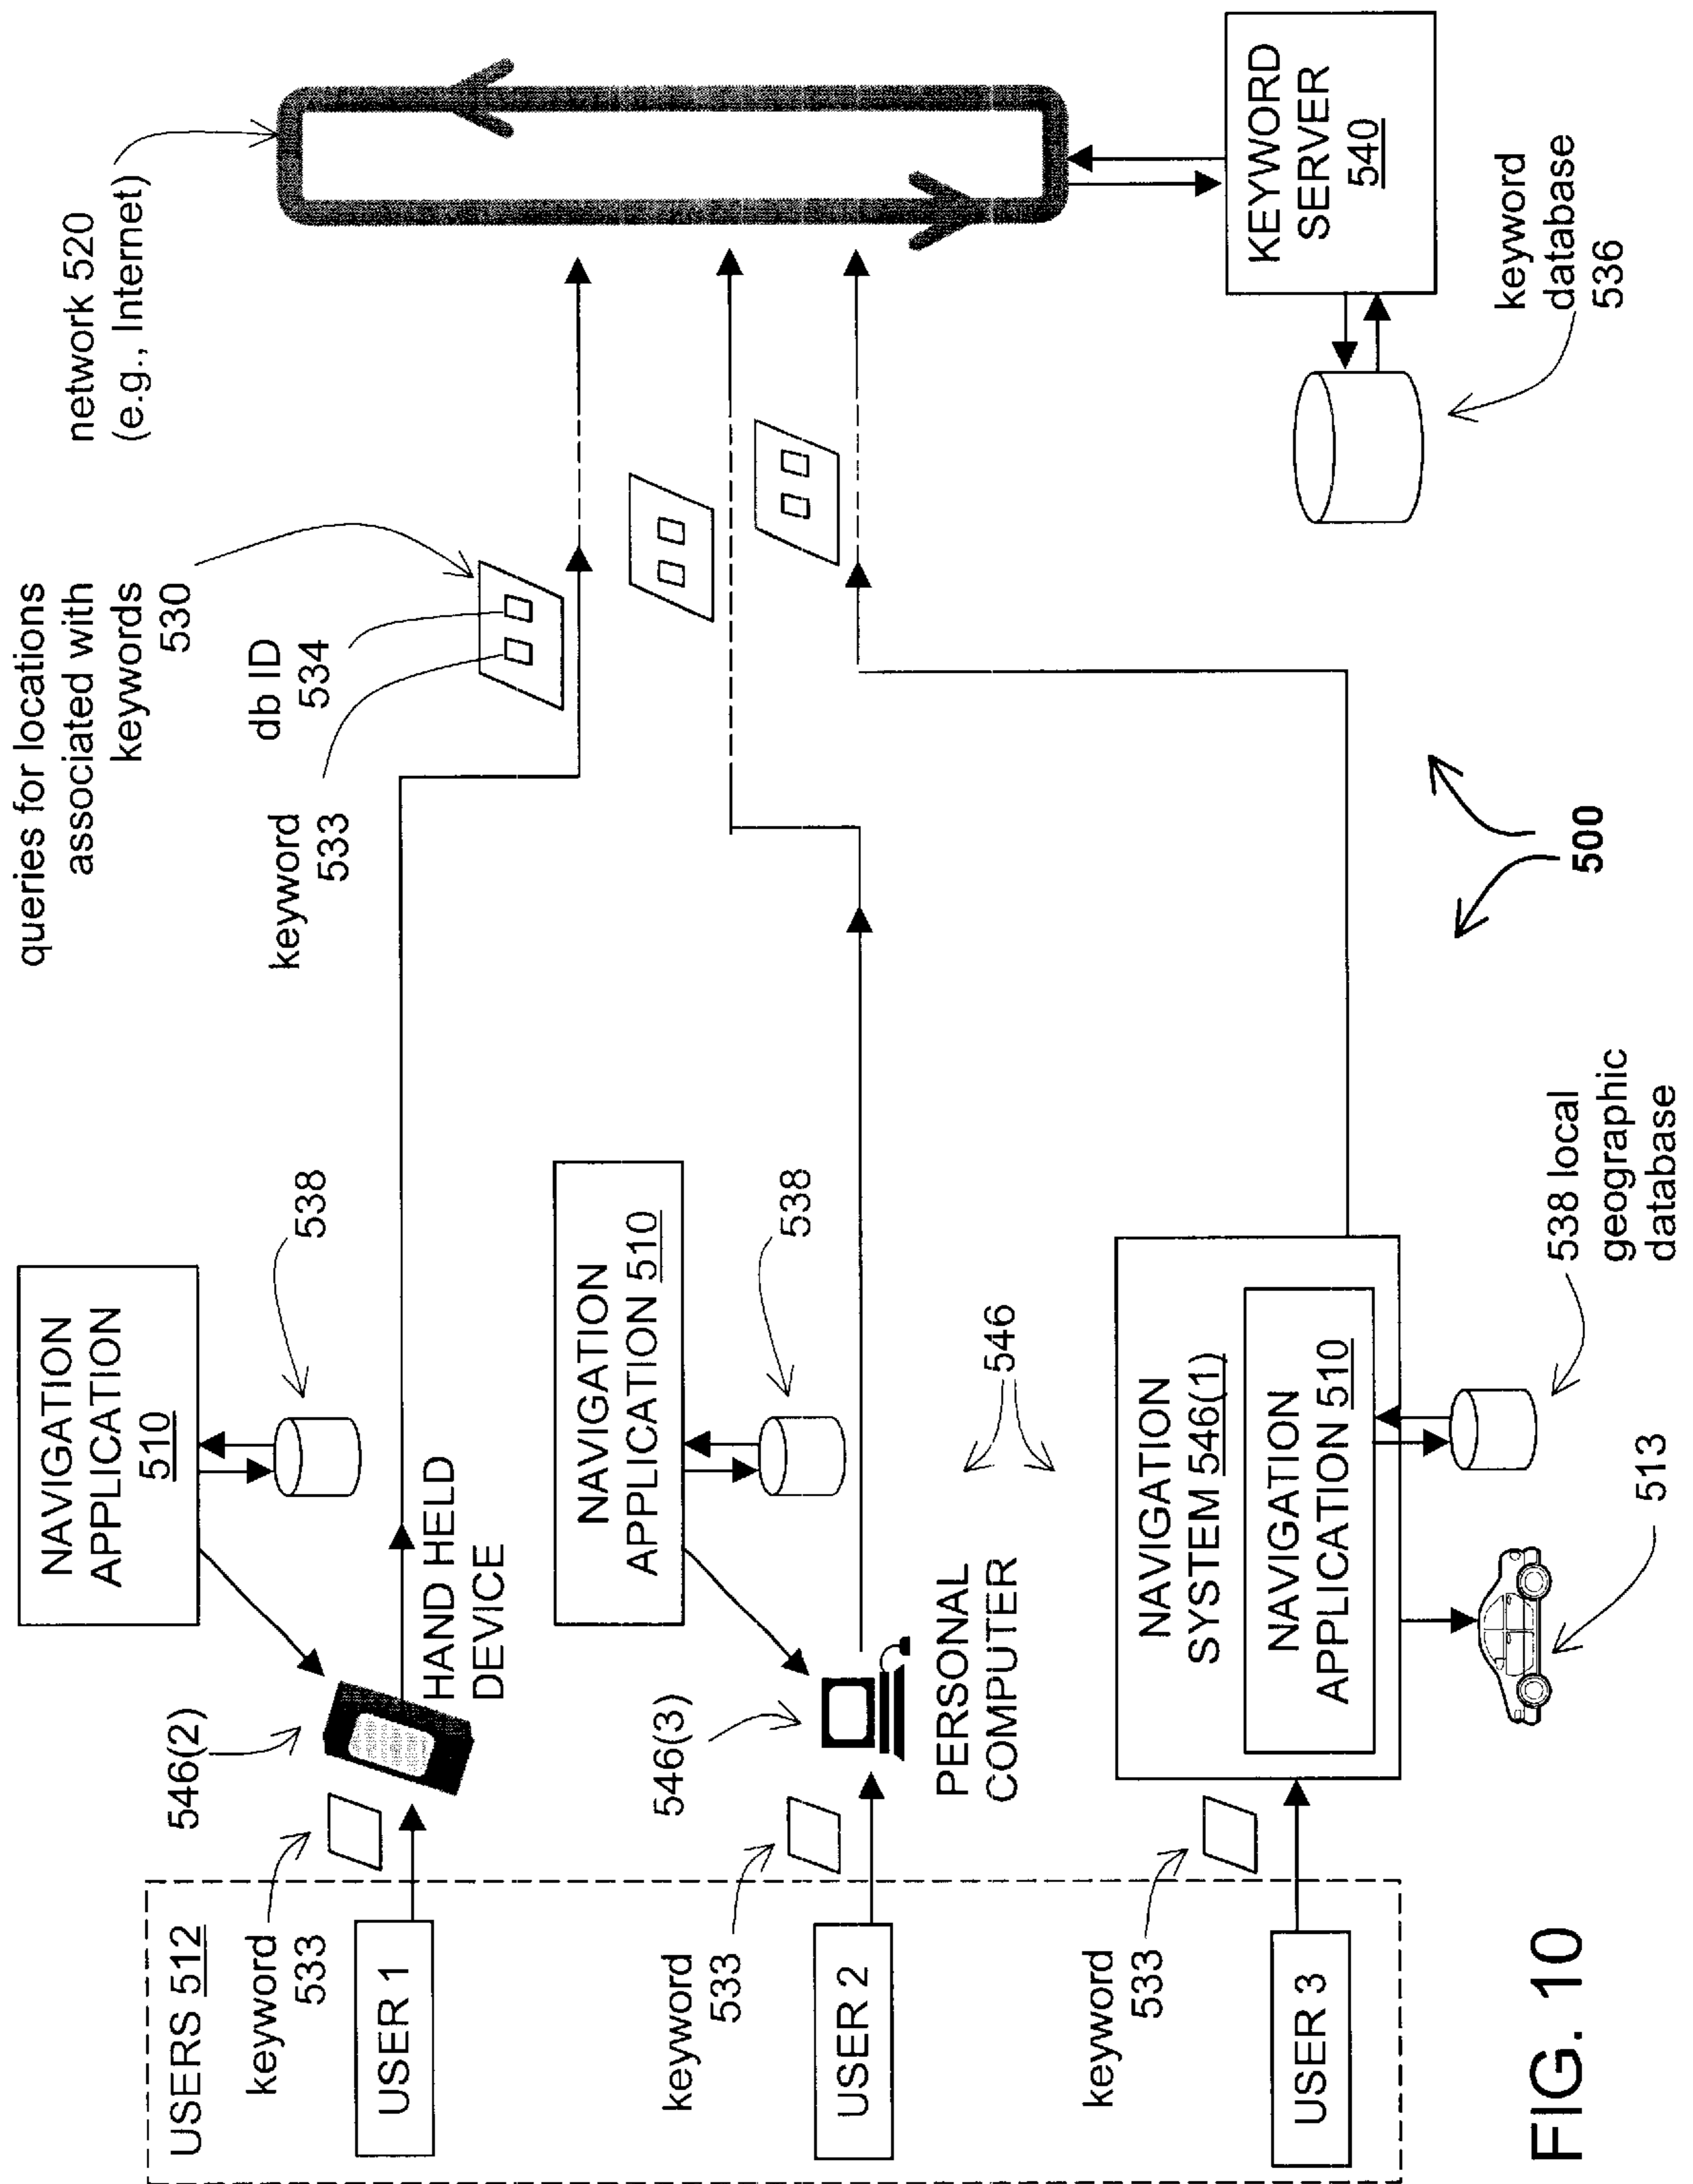 queries for locations
associated with
keywords
530
network 520
(e.g., Internet)
NAVIGATION
APPLICATION
510
538
db ID
534
keyword
533
546(2)
HAND HELD
DEVICE
USERS 512
keyword
533
USER 1
NAVIGATION
APPLICATION 510
538
546(3)
PERSONAL
COMPUTER
keyword
533
USER 2
546
NAVIGATION
SYSTEM 546(1)
NAVIGATION
APPLICATION 510
keyword
533
USER 3
513
538 local
geographic
database
500
KEYWORD
SERVER
540
keyword
database
536
FIG. 10